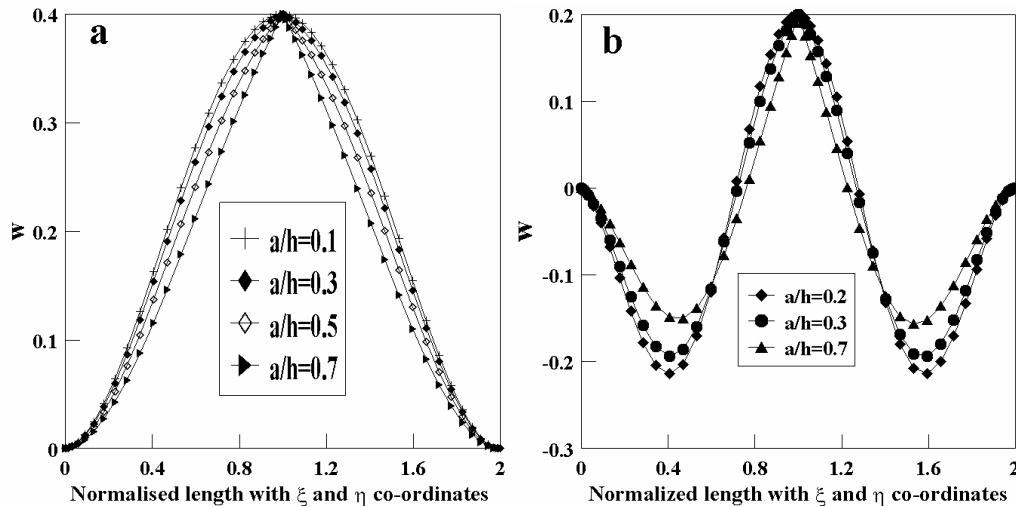 a
0.4
0.3
0.4
0.1
0
w
a/h=0.1
a/h=0.3
a/h=0.5
a/h=0.7
0 0.4 0.8 1.2 1.6 2
Normalised length with ξ and η co-ordinates
b
0.2
0.1
0
-0.1
-0.2
-0.3
w
a/h=0.2
a/h=0.3
a/h=0.7
0 0.4 0.8 1.2 1.6 2
Normalized length with ξ and η co-ordinates